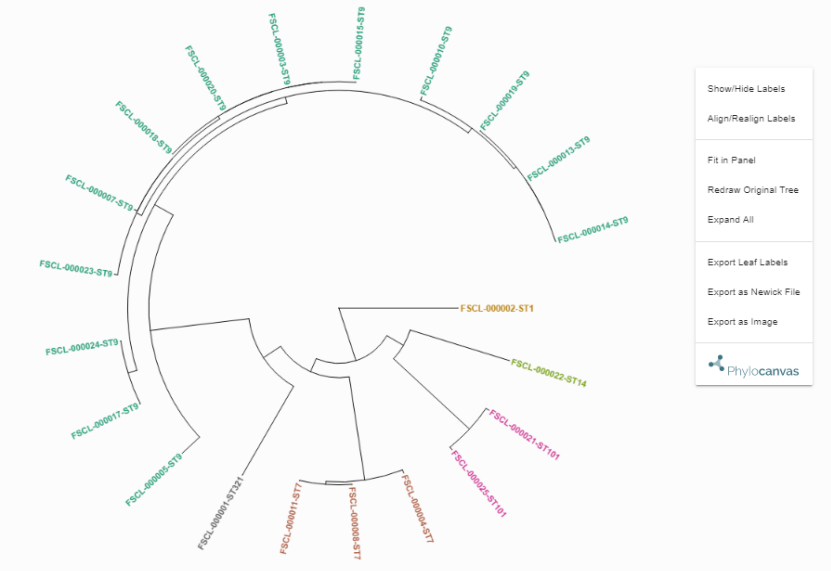 FSCL-000015-ST9
FSCL-000003-ST9
FSCL-000010-ST9
FSCL-000020-ST9
FSCL-000019-ST9
FSCL-000018-ST9
FSCL-000013-ST9
FSCL-000007-ST9
FSCL-000014-ST9
FSCL-000023-ST9
FSCL-000002-ST1
FSCL-000024-ST9
FSCL-000022-ST14
FSCL-000017-ST9
FSCL-000021-ST101
FSCL-000005-ST9
FSCL-000025-ST101
FSCL-000001-ST321
FSCL-000011-ST7
FSCL-000008-ST7
FSCL-000004-ST7
Show/Hide Labels
Align/Realign Labels
Fit in Panel
Redraw Original Tree
Expand All
Export Leaf Labels
Export as Newick File
Export as Image
Phylocanvas